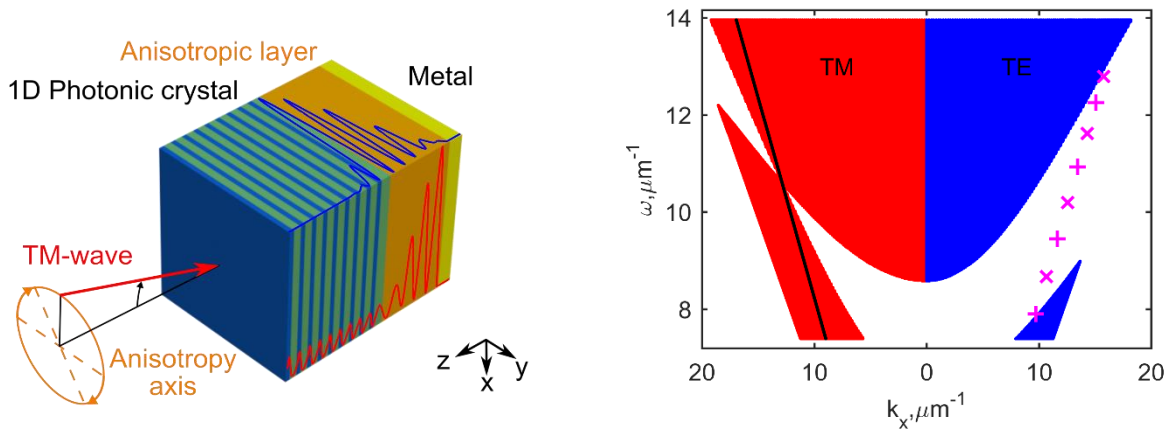 Anisotropic layer
Metal
1D Photonic crystal
TM-wave
Anisotropy
axis
z
x
y
14
12
10
8
ω,μm⁻¹
TM
TE
20
10
0
10
20
kₓ,μm⁻¹